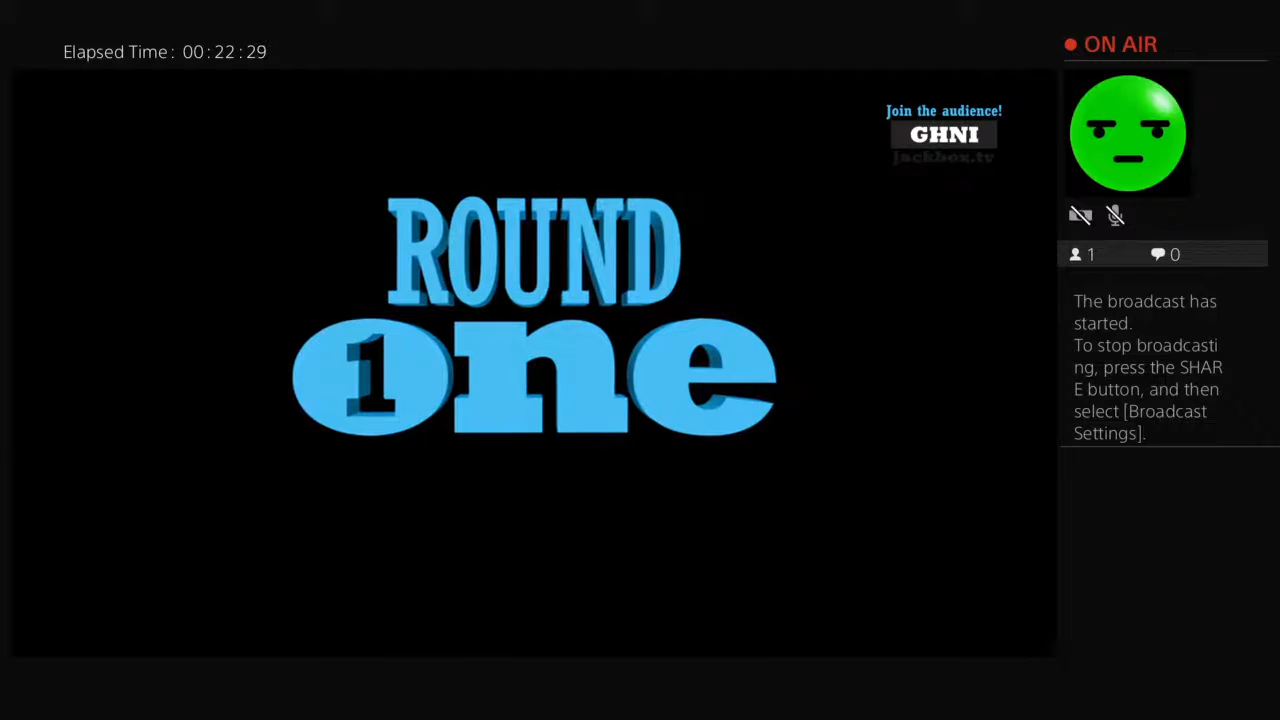 Elapsed Time: 00:22:29
ON AIR
Join the audience!
GHNI
jackbox.tv
ROUND
one
1
1
0
The broadcast has
started.
To stop broadcasti
ng, press the SHAR
E button, and then
select [Broadcast
Settings].